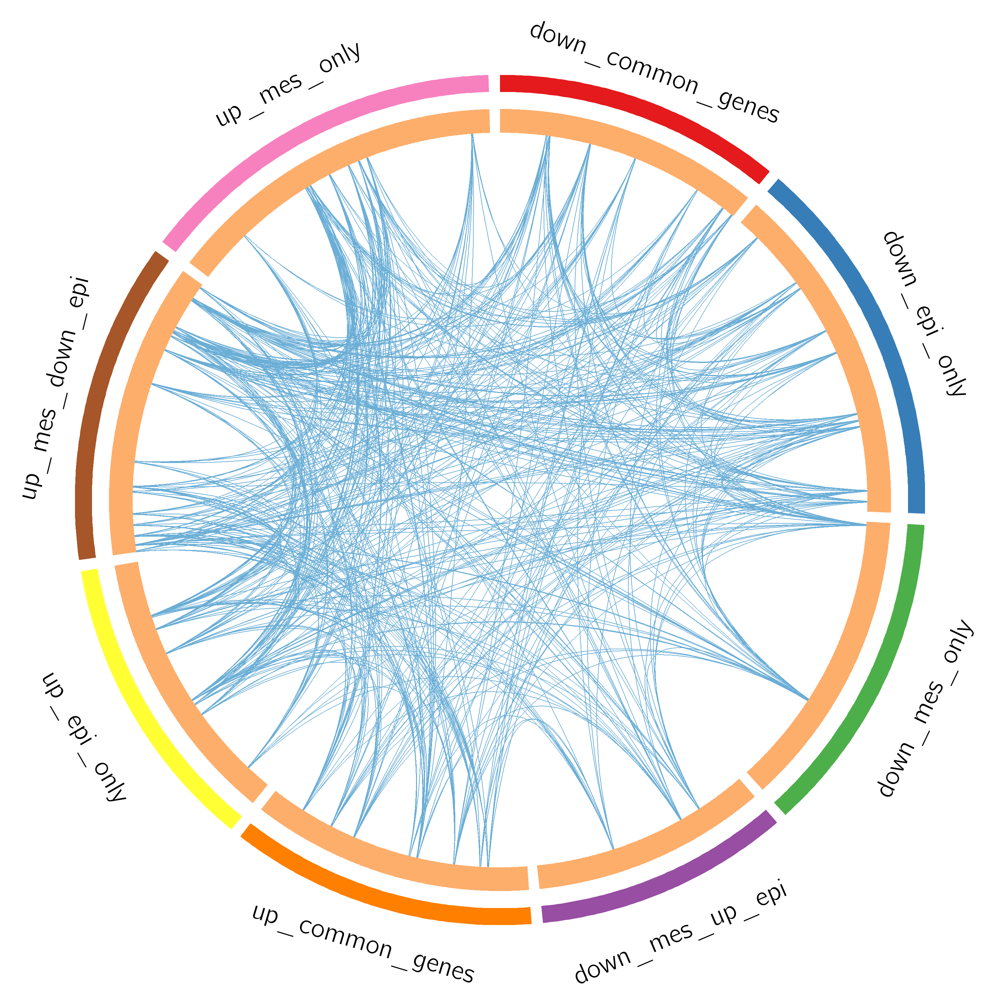 down_common_genes
down_epi_only
down_mes_only
down_mes_up_epi
up_common_genes
up_epi_only
up_mes_down_epi
up_mes_only